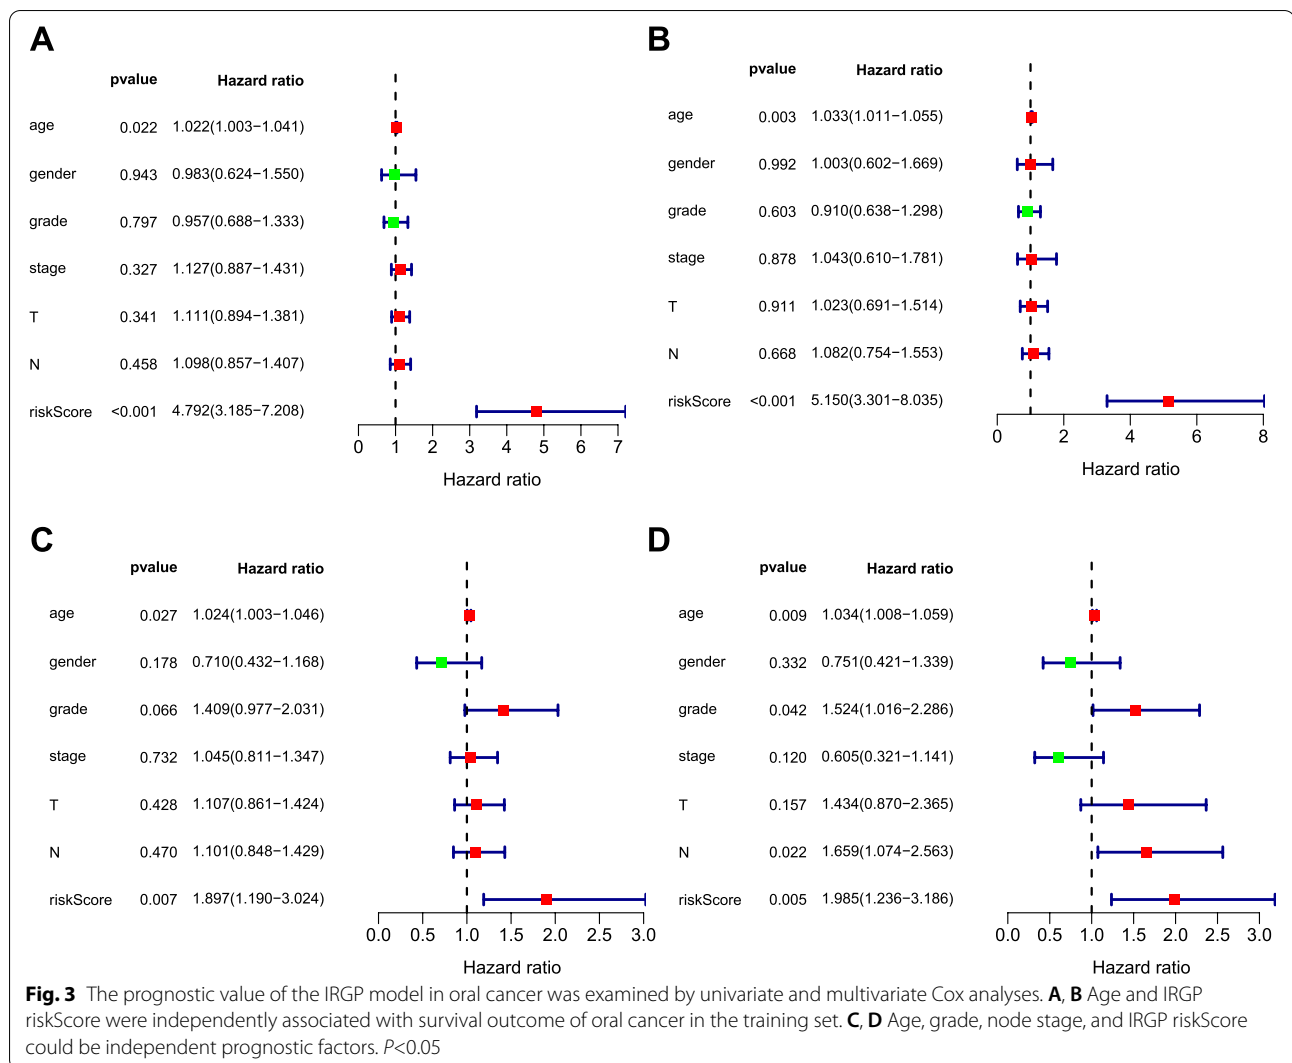 A
pvalue Hazard ratio
age 0.022 1.022(1.003−1.041)
gender 0.943 0.983(0.624−1.550)
grade 0.797 0.957(0.688−1.333)
stage 0.327 1.127(0.887−1.431)
T 0.341 1.111(0.894−1.381)
N 0.458 1.098(0.857−1.407)
riskScore <0.001 4.792(3.185−7.208)
0 1 2 3 4 5 6 7
Hazard ratio
B
pvalue Hazard ratio
age 0.003 1.033(1.011−1.055)
gender 0.992 1.003(0.602−1.669)
grade 0.603 0.910(0.638−1.298)
stage 0.878 1.043(0.610−1.781)
T 0.911 1.023(0.691−1.514)
N 0.668 1.082(0.754−1.553)
riskScore <0.001 5.150(3.301−8.035)
0 2 4 6 8
Hazard ratio
C
pvalue Hazard ratio
age 0.027 1.024(1.003−1.046)
gender 0.178 0.710(0.432−1.168)
grade 0.066 1.409(0.977−2.031)
stage 0.732 1.045(0.811−1.347)
T 0.428 1.107(0.861−1.424)
N 0.470 1.101(0.848−1.429)
riskScore 0.007 1.897(1.190−3.024)
0.0 0.5 1.0 1.5 2.0 2.5 3.0
Hazard ratio
D
pvalue Hazard ratio
age 0.009 1.034(1.008−1.059)
gender 0.332 0.751(0.421−1.339)
grade 0.042 1.524(1.016−2.286)
stage 0.120 0.605(0.321−1.141)
T 0.157 1.434(0.870−2.365)
N 0.022 1.659(1.074−2.563)
riskScore 0.005 1.985(1.236−3.186)
0.0 0.5 1.0 1.5 2.0 2.5 3.0
Hazard ratio
Fig. 3 The prognostic value of the IRGP model in oral cancer was examined by univariate and multivariate Cox analyses. A, B Age and IRGP
riskScore were independently associated with survival outcome of oral cancer in the training set. C, D Age, grade, node stage, and IRGP riskScore
could be independent prognostic factors. P<0.05